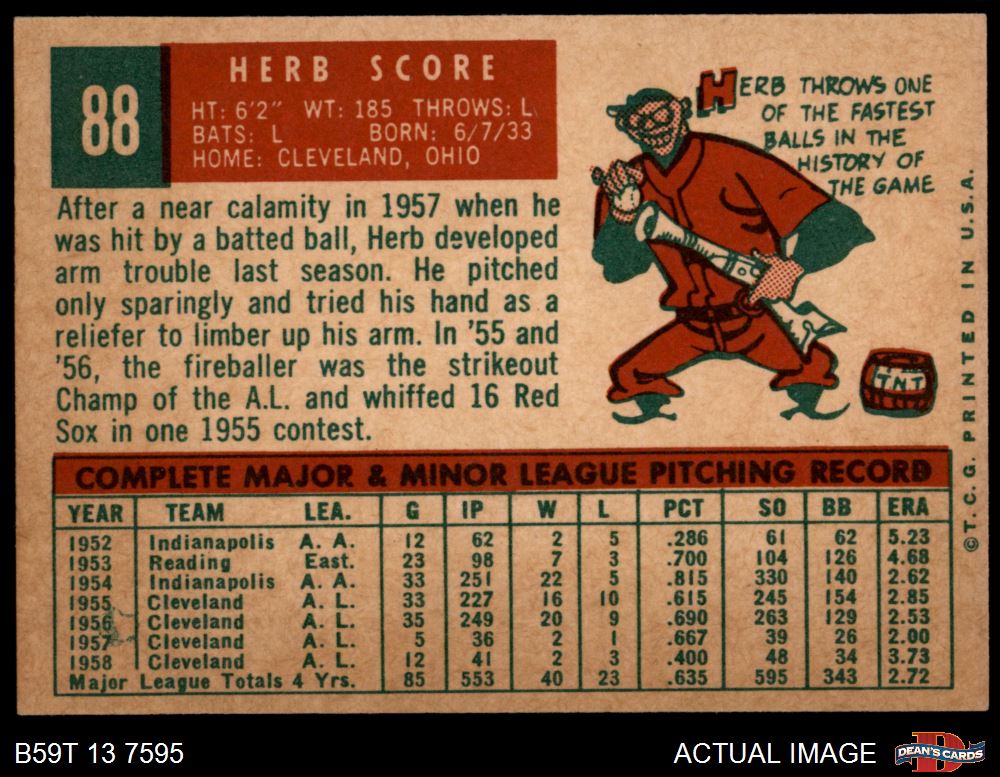 88
HERB SCORE
HT: 6'2" WT: 185 THROWS: L
BATS: L BORN: 6/7/33
HOME: CLEVELAND, OHIO
HERB THROWS ONE
OF THE FASTEST
BALLS IN THE
HISTORY OF
THE GAME
TNT
After a near calamity in 1957 when he
was hit by a batted ball, Herb developed
arm trouble last season. He pitched
only sparingly and tried his hand as a
reliefer to limber up his arm. In '55 and
'56, the fireballer was the strikeout
Champ of the A.L. and whiffed 16 Red
Sox in one 1955 contest.
COMPLETE MAJOR & MINOR LEAGUE PITCHING RECORD
YEAR TEAM LEA. G IP W L PCT SO BB ERA
1952 Indianapolis A. A. 12 62 2 5 .286 61 62 5.23
1953 Reading East. 23 98 7 3 .700 104 126 4.68
1954 Indianapolis A. A. 33 251 22 5 .815 330 140 2.62
1955 Cleveland A. L. 33 227 16 10 .615 245 154 2.85
1956 Cleveland A. L. 35 249 20 9 .690 263 129 2.53
1957 Cleveland A. L. 5 36 2 1 .667 39 26 2.00
1958 Cleveland A. L. 12 41 2 3 .400 48 34 3.73
Major League Totals 4 Yrs. 85 553 40 23 .635 595 343 2.72
© T. C. G. PRINTED IN U.S.A.
B59T 13 7595
ACTUAL IMAGE
D
DEAN'S CARDS